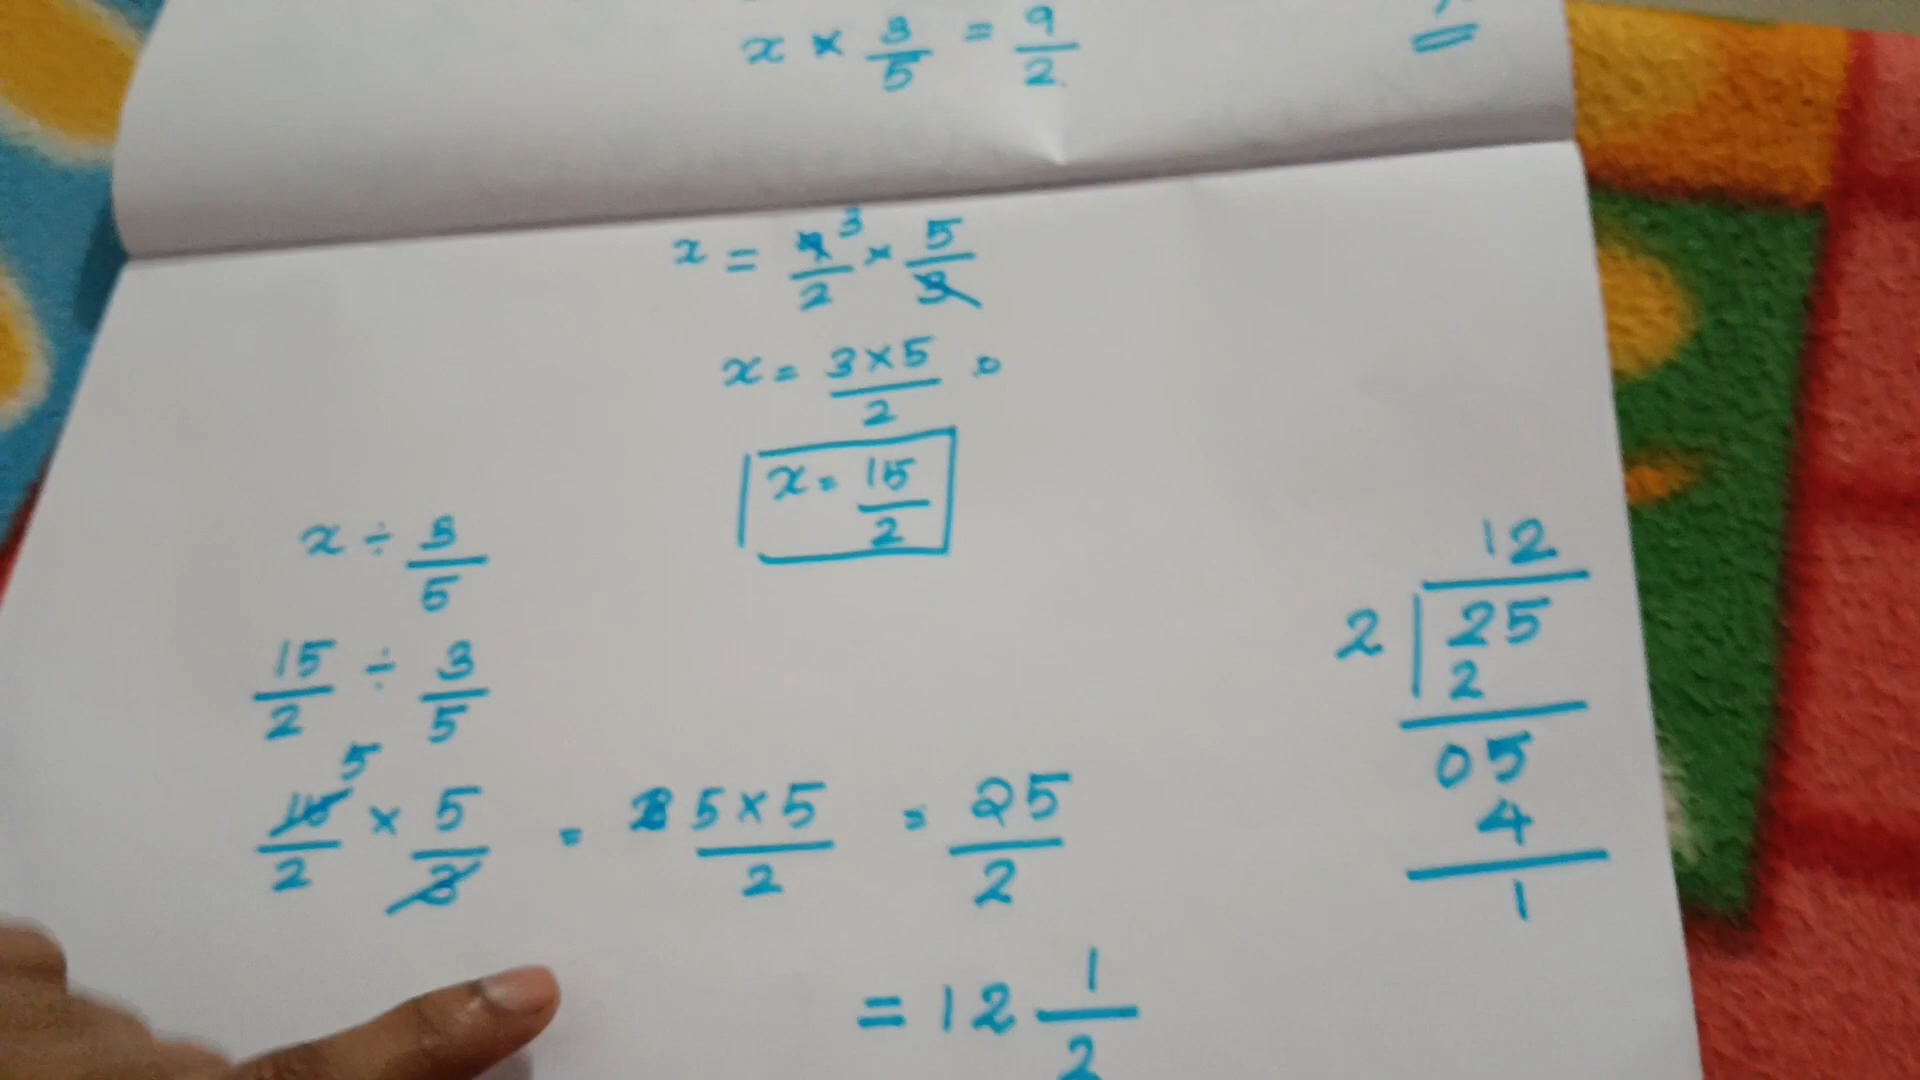 x × 3/5 = 9/2
x = 9/2 3 × 5/3
x = 3×5/2
x = 15/2
x ÷ 3/5
15/2 ÷ 3/5
15/2 5 × 5/3 = 5×5/2 = 25/2
= 12 1/2
12
2 25
2
05
4
1